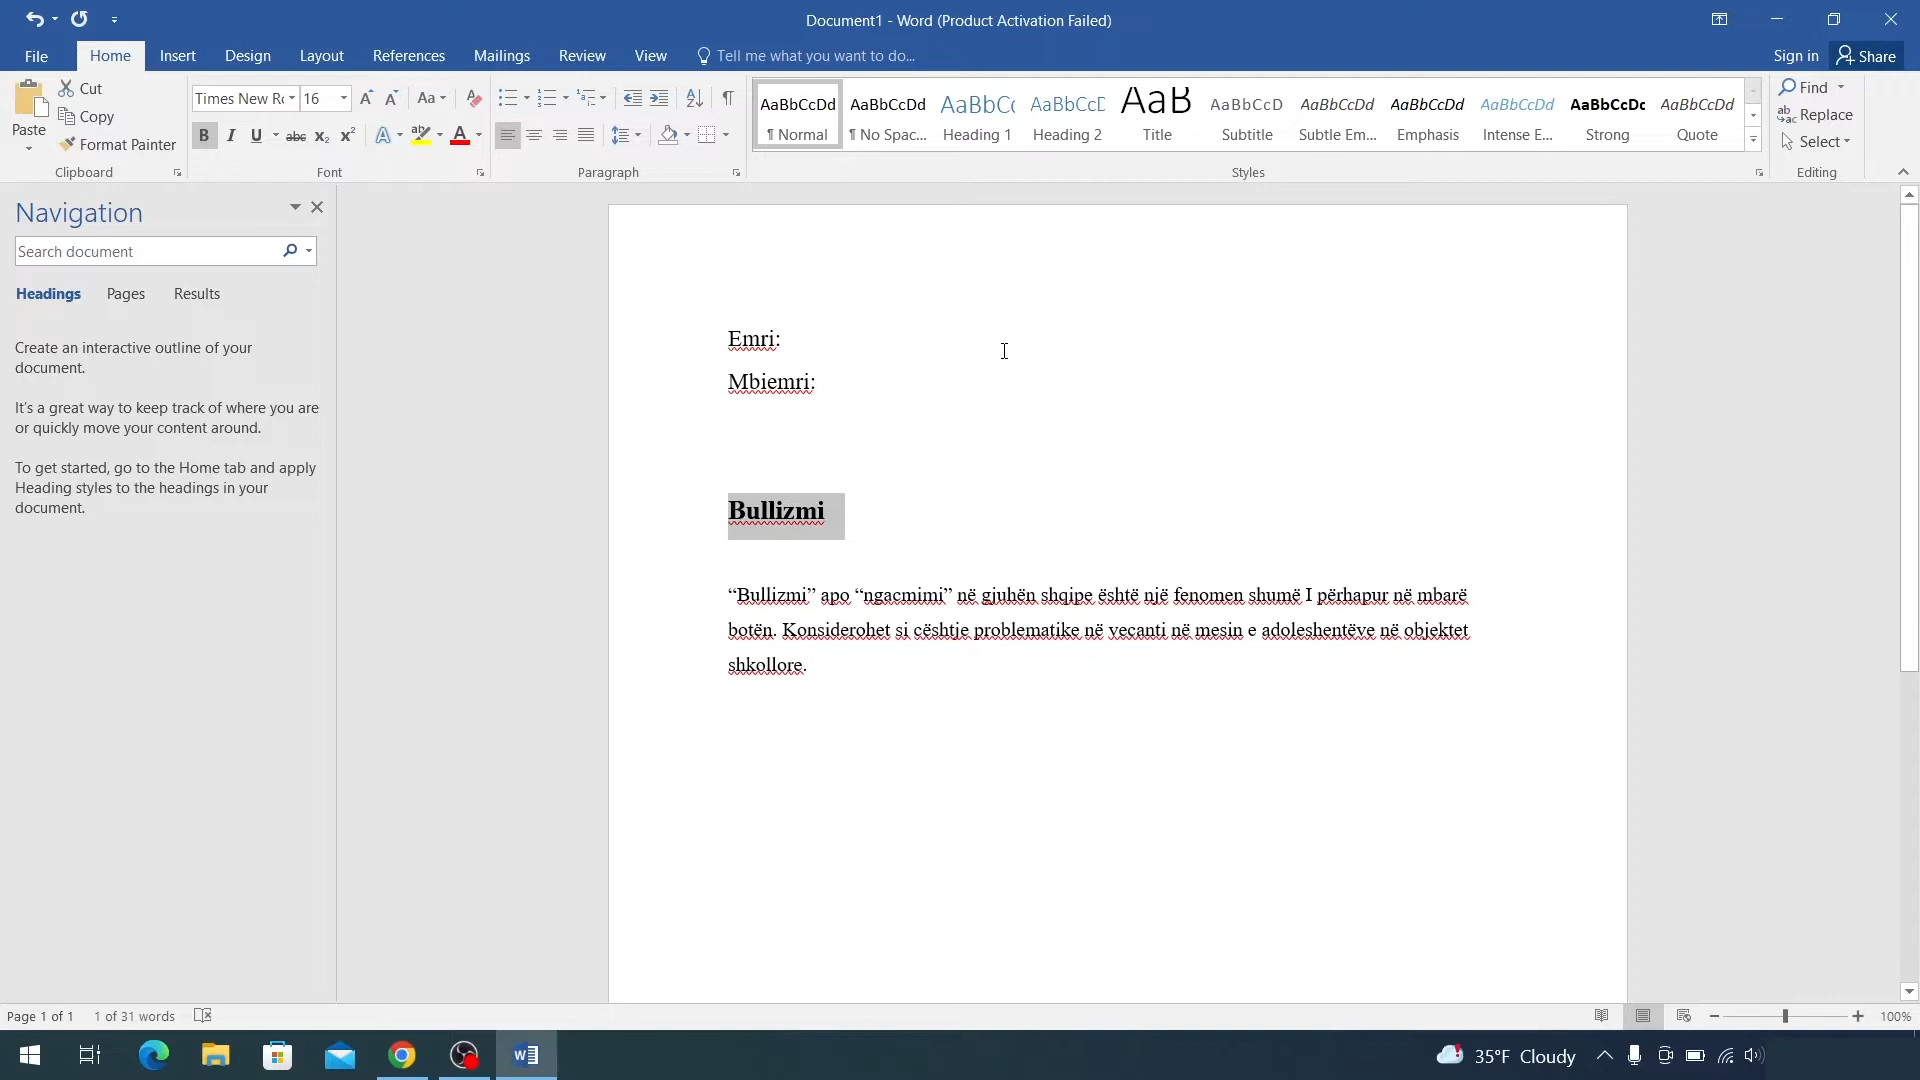 Document1 - Word (Product Activation Failed)
File Home Insert Design Layout References Mailings Review View Tell me what you want to do... Sign in Share
Paste
Cut
Copy
Format Painter
Clipboard
Times New Ro 16
Font
Paragraph
AaBbCcDd AaBbCcDd AaBbC AaBbCcD AaB AaBbCcD AaBbCcDd AaBbCcDd AaBbCcDd AaBbCcDc AaBbCcDd
¶ Normal ¶ No Spac... Heading 1 Heading 2 Title Subtitle Subtle Em... Emphasis Intense E... Strong Quote
Styles
Find
Replace
Select
Editing
Navigation
Search document
Headings Pages Results
Create an interactive outline of your
document.
It's a great way to keep track of where you are
or quickly move your content around.
To get started, go to the Home tab and apply
Heading styles to the headings in your
document.
Emri:
Mbiemri:
Bullizmi
“Bullizmi” apo “ngacmimi” në gjuhën shqipe është një fenomen shumë I përhapur në mbarë
botën. Konsiderohet si cështje problematike në vecanti në mesin e adoleshentëve në objektet
shkollore.
Page 1 of 1 1 of 31 words 100%
35°F Cloudy